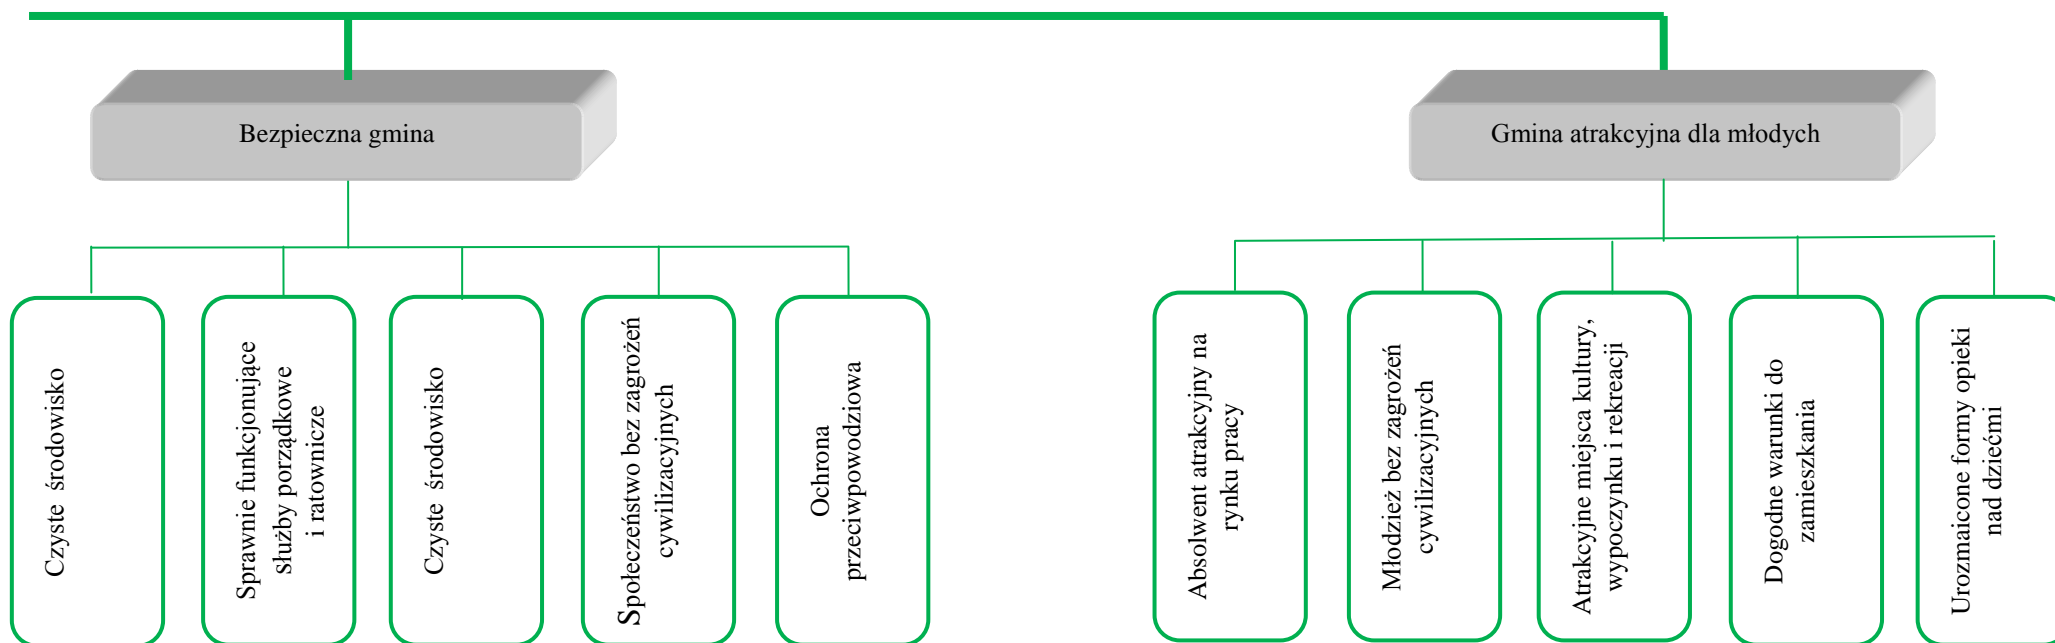 Bezpieczna gmina
Gmina atrakcyjna dla młodych
Czyste środowisko
Sprawnie funkcjonujące
służby porządkowe
i ratownicze
Czyste środowisko
Społeczeństwo bez zagrożeń
cywilizacyjnych
Ochrona
przeciwpowodziowa
Absolwent atrakcyjny na
rynku pracy
Młodzież bez zagrożeń
cywilizacyjnych
Atrakcyjne miejsca kultury,
wypoczynku i rekreacji
Dogodne warunki do
zamieszkania
Urozmaicone formy opieki
nad dziećmi